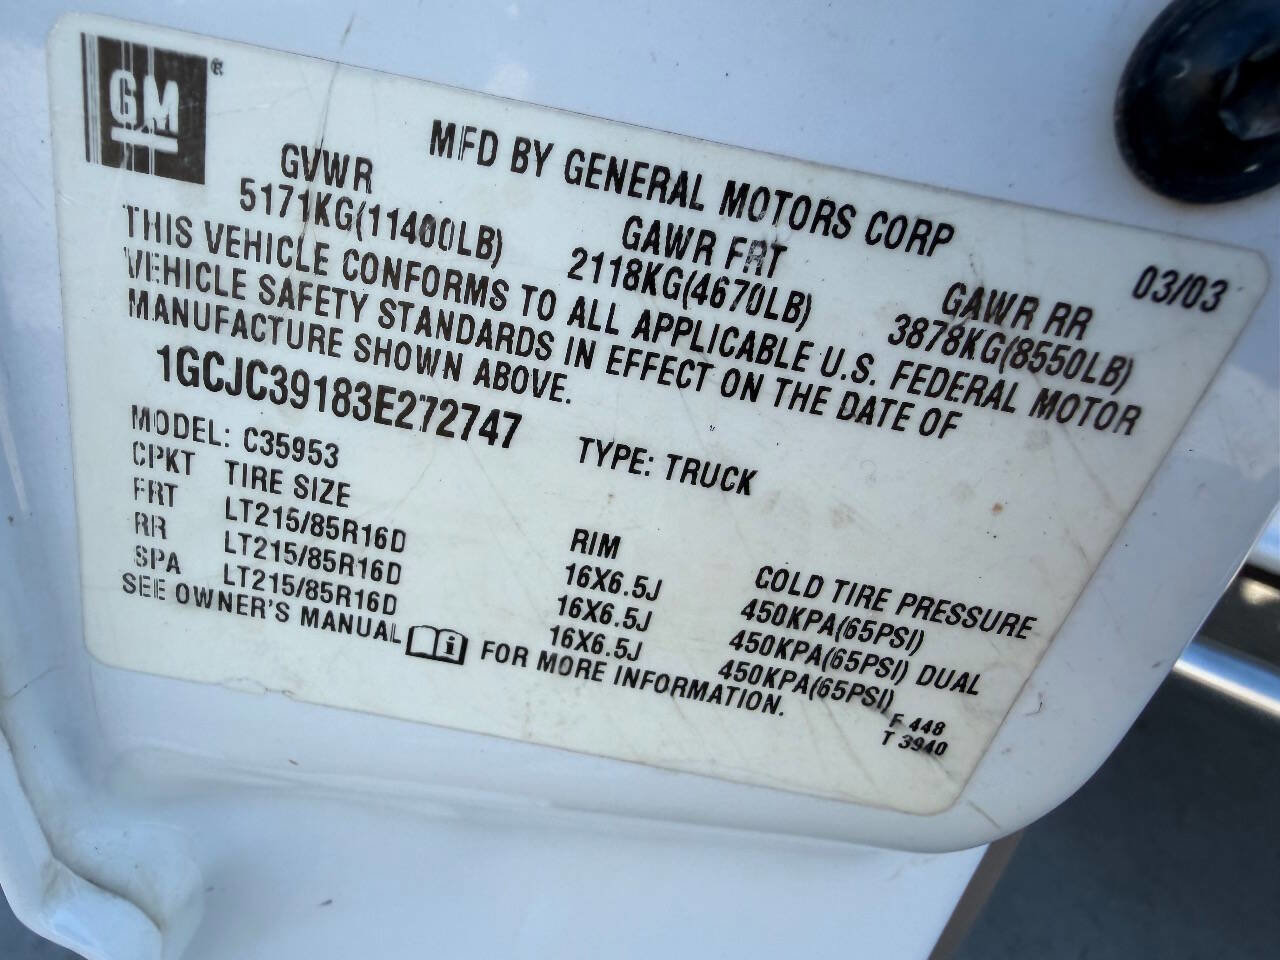 GM®
MFD BY GENERAL MOTORS CORP
03/03
GVWR
GAWR FRT
GAWR RR
5171KG(11400LB)
2118KG(4670LB)
3878KG(8550LB)
THIS VEHICLE CONFORMS TO ALL APPLICABLE U.S. FEDERAL MOTOR
VEHICLE SAFETY STANDARDS IN EFFECT ON THE DATE OF
MANUFACTURE SHOWN ABOVE.
1GCJC39183E272747
TYPE: TRUCK
MODEL: C35953
CPKT TIRE SIZE RIM COLD TIRE PRESSURE
FRT LT215/85R16D 16X6.5J 450KPA(65PSI)
RR LT215/85R16D 16X6.5J 450KPA(65PSI) DUAL
SPA LT215/85R16D 16X6.5J 450KPA(65PSI)
SEE OWNER'S MANUAL i FOR MORE INFORMATION.
F 448
T 3940